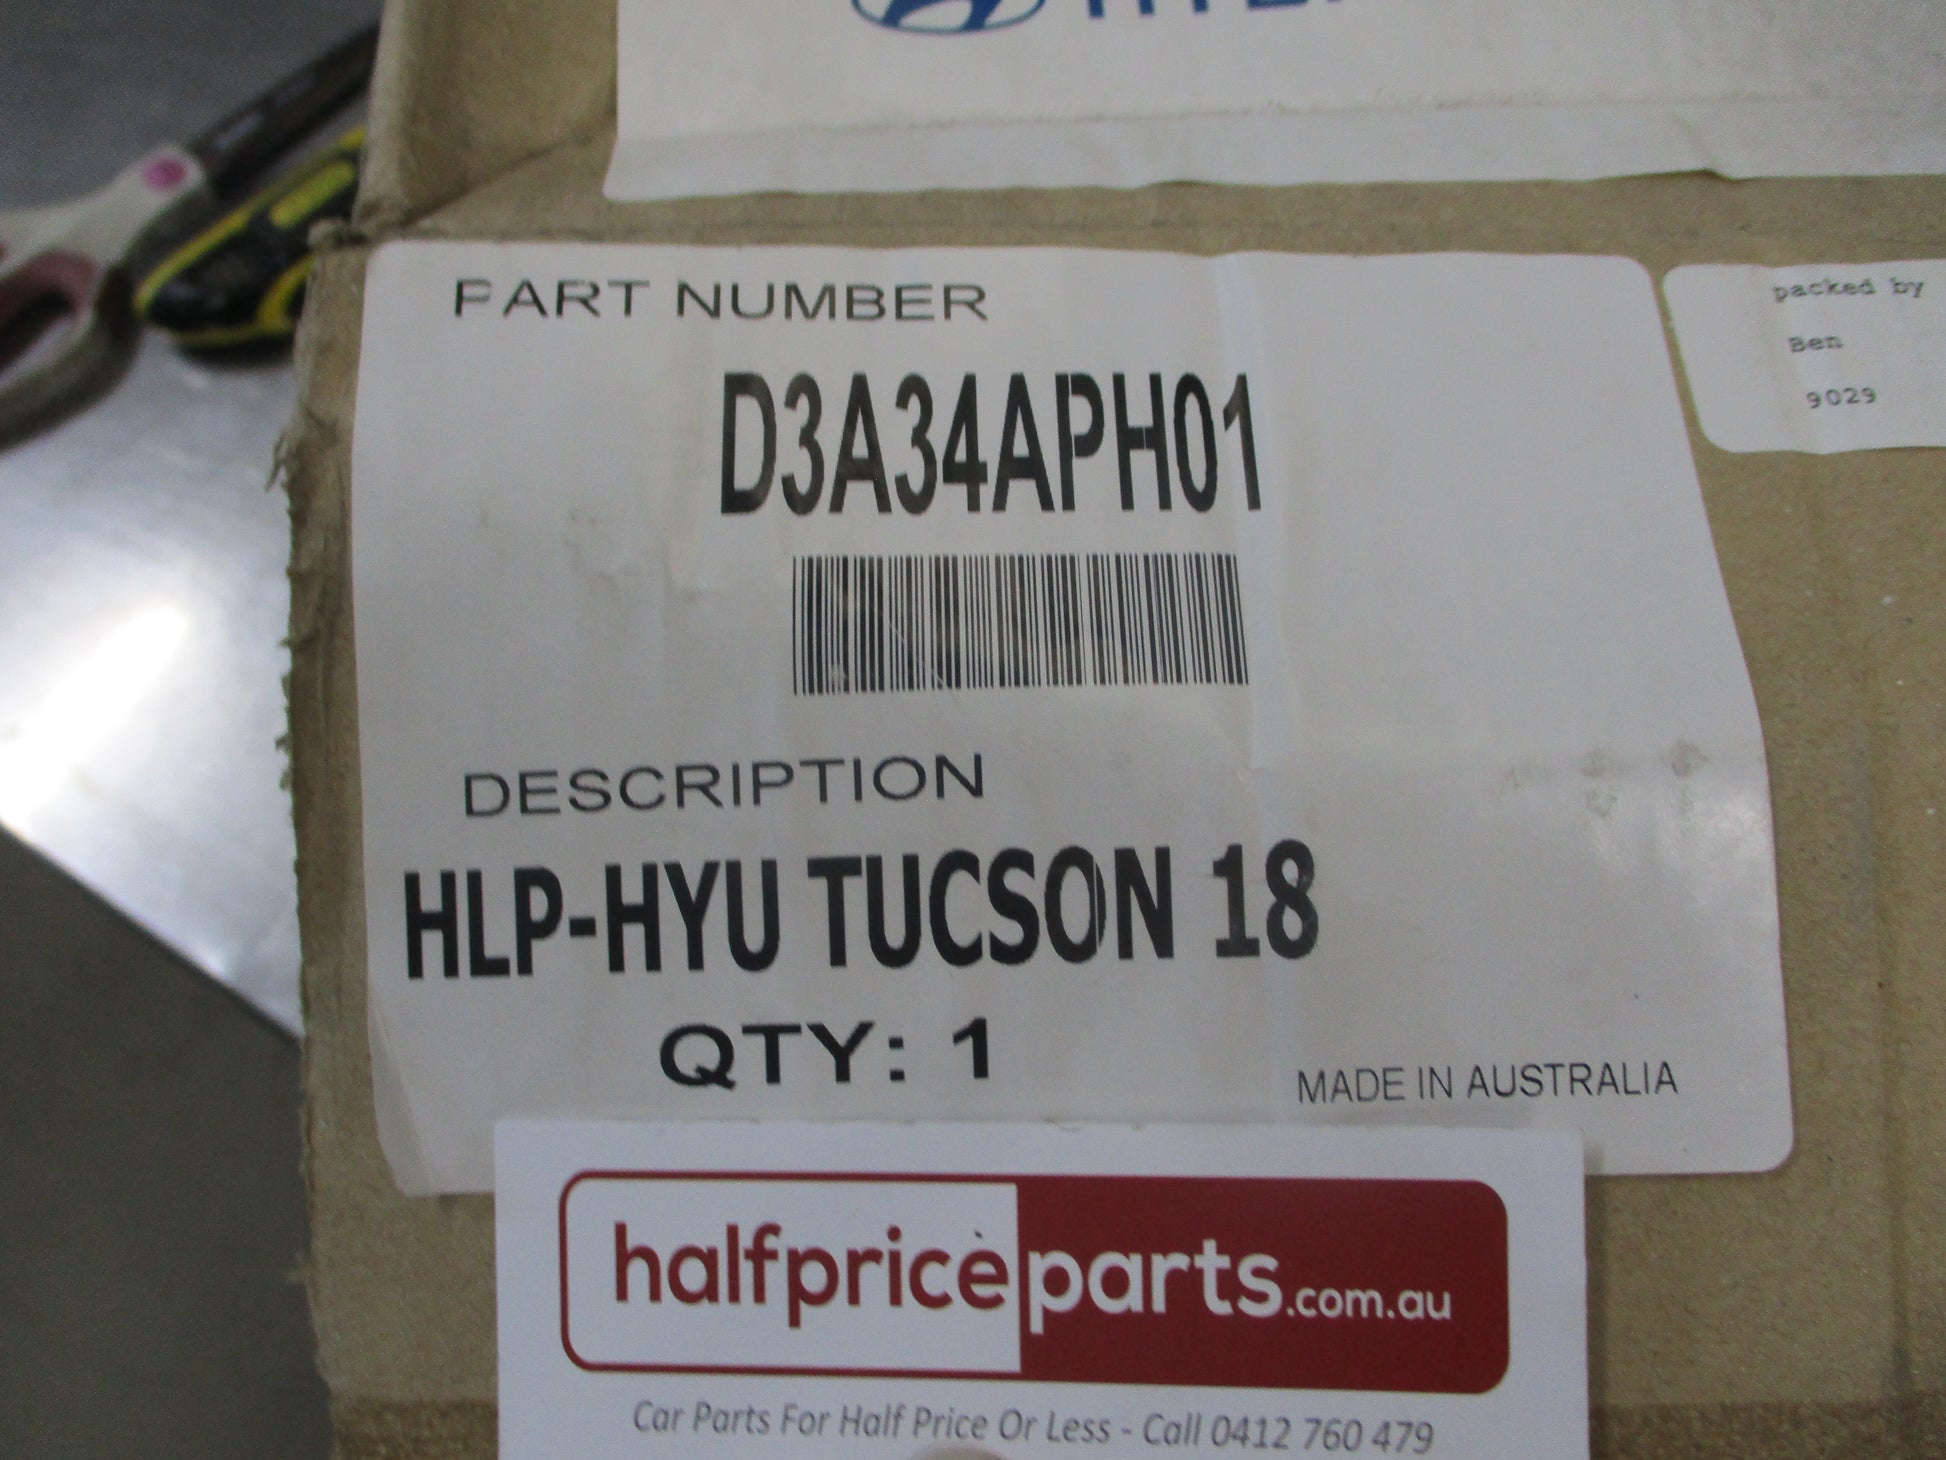 PART NUMBER
D3A34APH01
DESCRIPTION
HLP-HYU TUCSON 18
QTY: 1
MADE IN AUSTRALIA
packed by
Ben
9029
halfpriceparts.com.au
Car Parts For Half Price Or Less - Call 0412 760 479